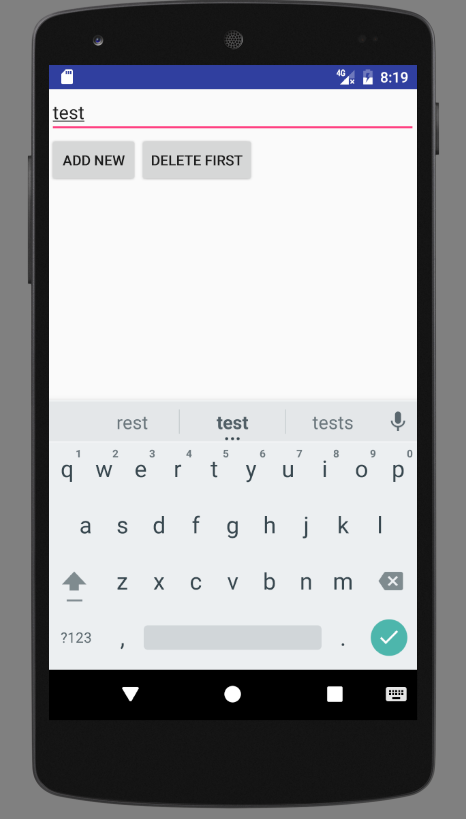 4G 8:19
test
ADD NEW DELETE FIRST
rest test tests
1 2 3 4 5 6 7 8 9 0
q w e r t y u i o p
a s d f g h j k l
z x c v b n m
?123 , .